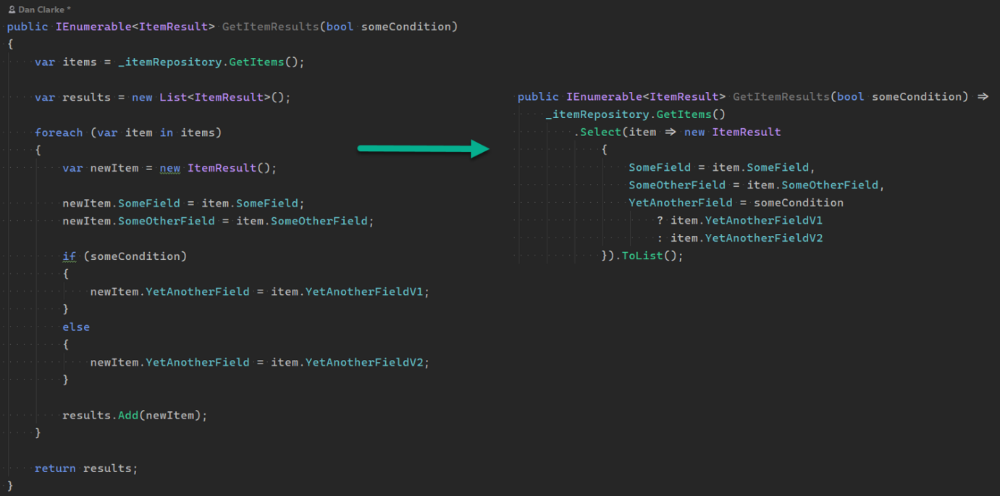 Dan Clarke *
public IEnumerable<ItemResult> GetItemResults(bool someCondition)
{
var items = _itemRepository.GetItems();
var results = new List<ItemResult>();
foreach (var item in items)
{
var newItem = new ItemResult();
newItem.SomeField = item.SomeField;
newItem.SomeOtherField = item.SomeOtherField;
if (someCondition)
{
newItem.YetAnotherField = item.YetAnotherFieldV1;
}
else
{
newItem.YetAnotherField = item.YetAnotherFieldV2;
}
results.Add(newItem);
}
return results;
}
public IEnumerable<ItemResult> GetItemResults(bool someCondition) =>
_itemRepository.GetItems()
.Select(item => new ItemResult
{
SomeField = item.SomeField,
SomeOtherField = item.SomeOtherField,
YetAnotherField = someCondition
? item.YetAnotherFieldV1
: item.YetAnotherFieldV2
}).ToList();